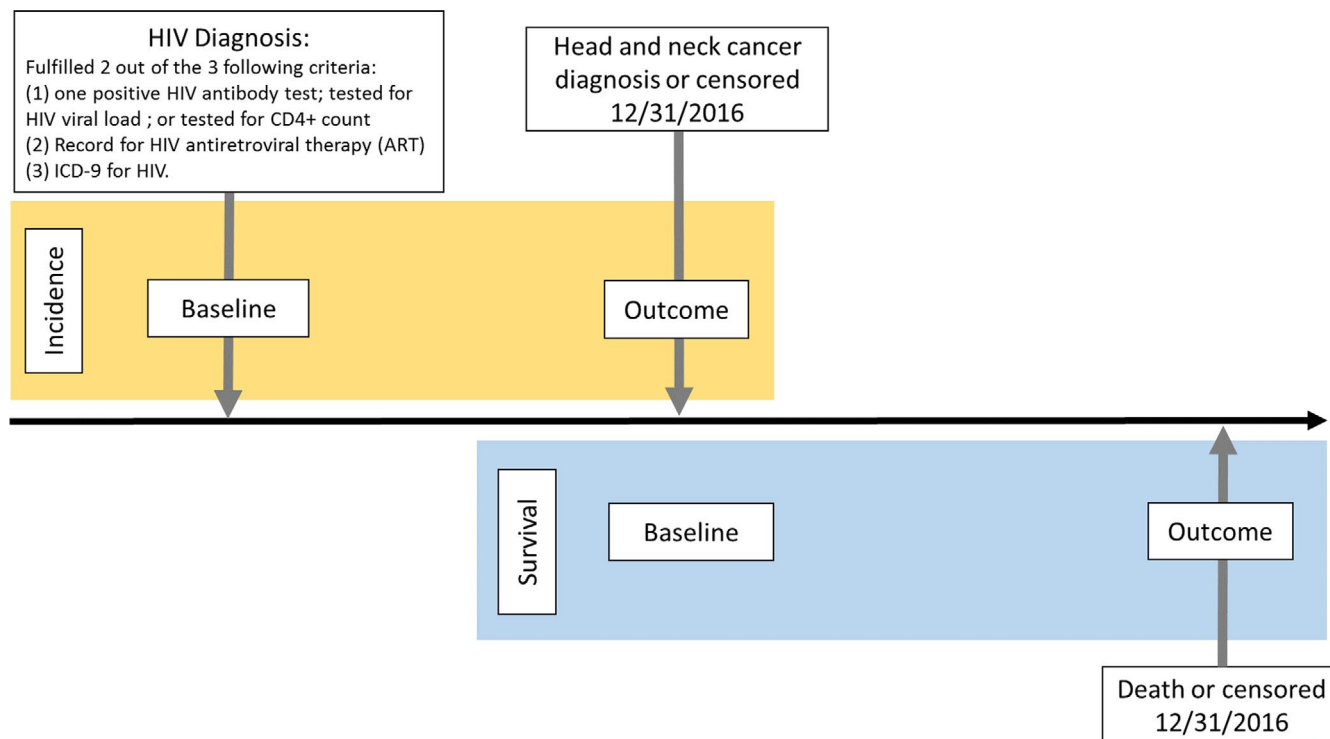 HIV Diagnosis:
Fulfilled 2 out of the 3 following criteria:
(1) one positive HIV antibody test; tested for
HIV viral load ; or tested for CD4+ count
(2) Record for HIV antiretroviral therapy (ART)
(3) ICD-9 for HIV.
Head and neck cancer
diagnosis or censored
12/31/2016
Incidence
Baseline
Outcome
Survival
Baseline
Outcome
Death or censored
12/31/2016